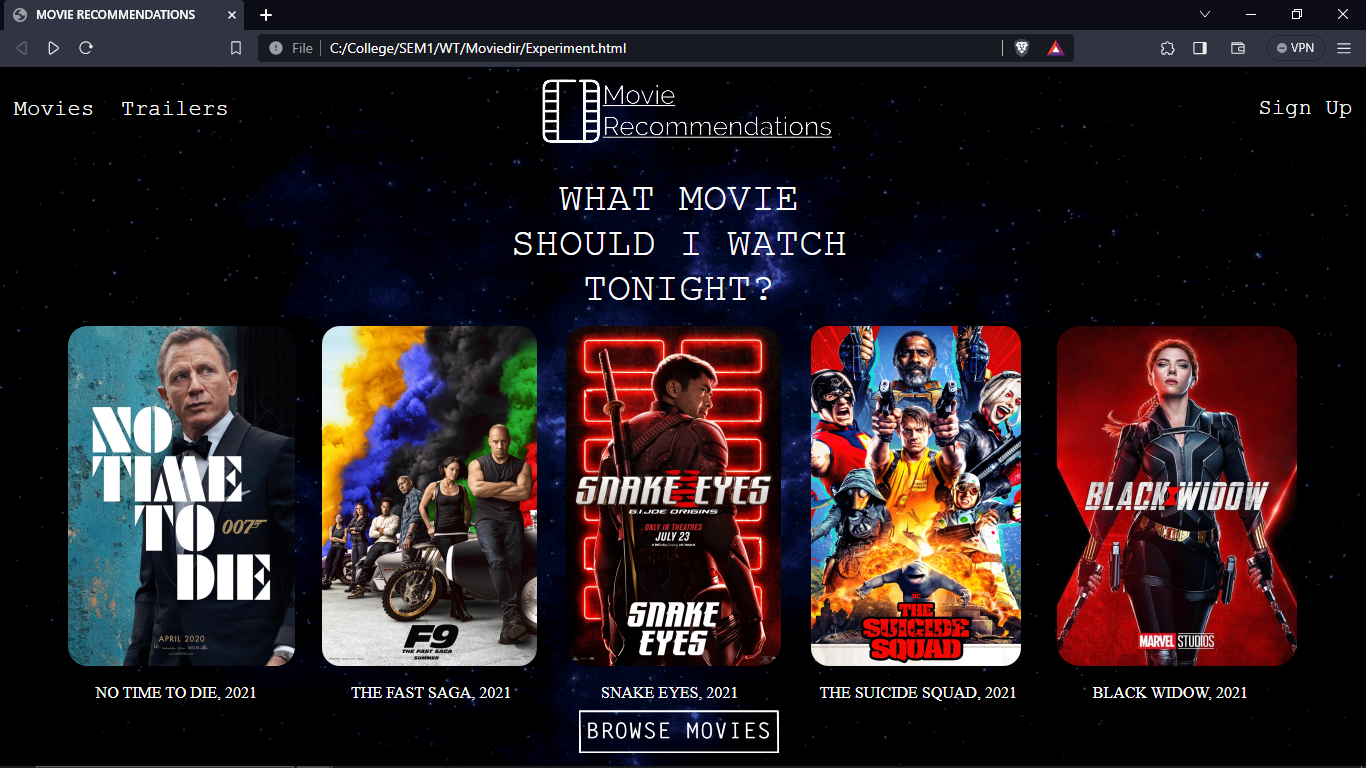 MOVIE RECOMMENDATIONS
File
C:/College/SEM1/WT/Moviedir/Experiment.html
VPN
Movies
Trailers
Movie
Recommendations
Sign Up
WHAT MOVIE
SHOULD I WATCH
TONIGHT?
NO
TIME
TO
DIE
007
APRIL 2020
F9
THE FAST SAGA
SUMMER
SNAKE EYES
G.I.JOE ORIGINS
ONLY IN THEATRES
JULY 23
SNAKE
EYES
DC
THE
SUICIDE
SQUAD
BLACK WIDOW
MARVEL STUDIOS
NO TIME TO DIE, 2021
THE FAST SAGA, 2021
SNAKE EYES, 2021
THE SUICIDE SQUAD, 2021
BLACK WIDOW, 2021
BROWSE MOVIES